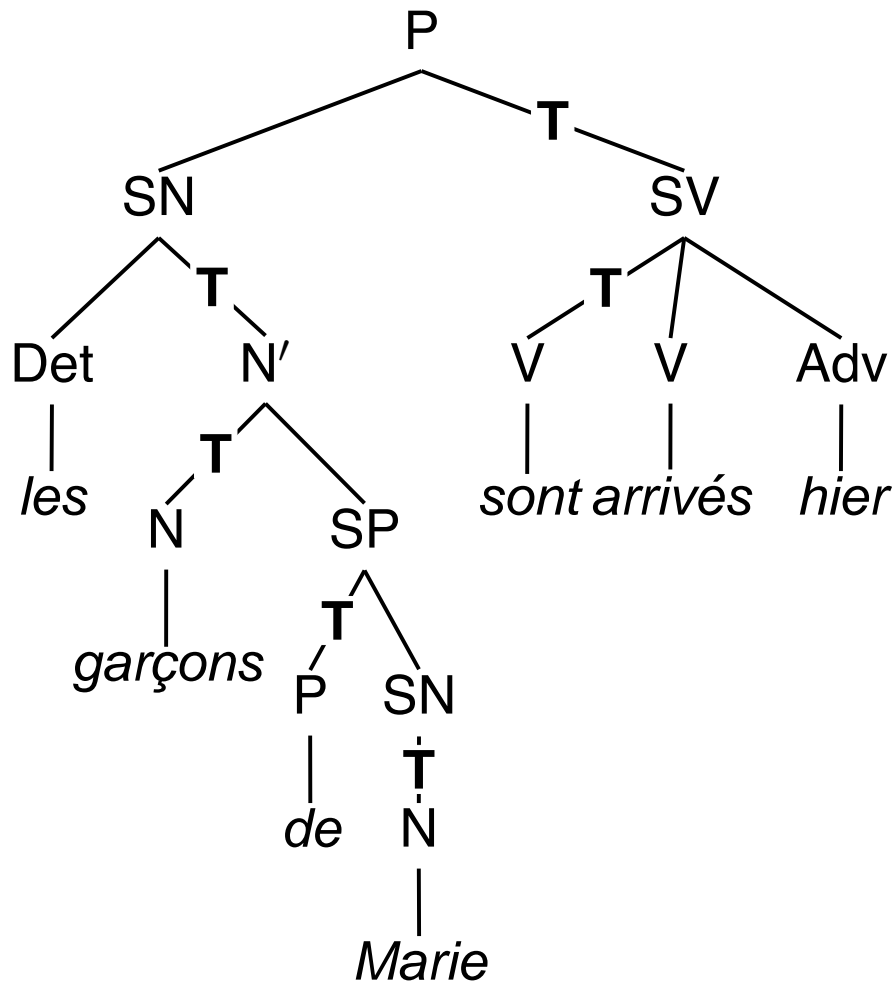 P
T
SN SV
T T
Det N′ V V Adv
T
les sont arrivés hier
N SP
T
garçons
P SN
T
de N
Marie